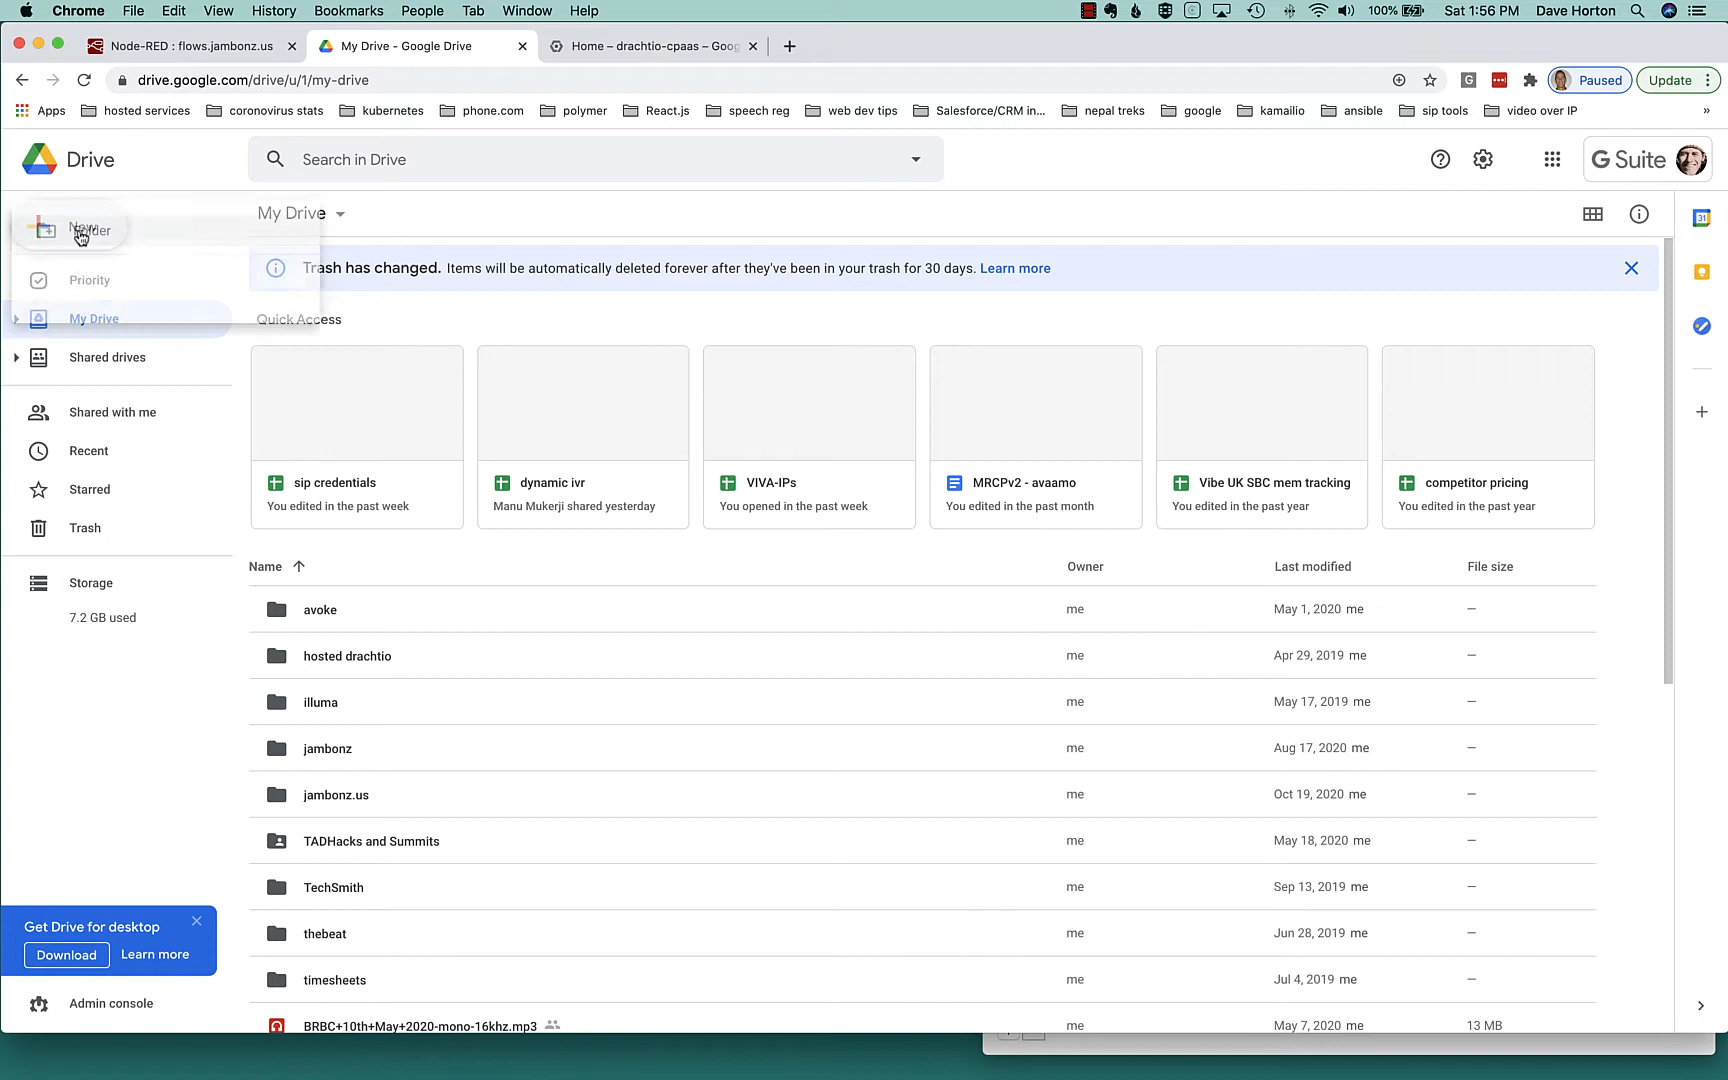 Chrome File Edit View History Bookmarks People Tab Window Help 100% Sat 1:56 PM Dave Horton
Node-RED : flows.jambonz.us My Drive - Google Drive Home – drachtio-cpaas – Goog
drive.google.com/drive/u/1/my-drive Paused Update
Apps hosted services coronovirus stats kubernetes phone.com polymer React.js speech reg web dev tips Salesforce/CRM in... nepal treks google kamailio ansible sip tools video over IP »
Drive Search in Drive G Suite
New
Folder
My Drive
Trash has changed. Items will be automatically deleted forever after they've been in your trash for 30 days. Learn more
Priority
My Drive
Quick Access
Shared drives
Shared with me
Recent
Starred
Trash
Storage
7.2 GB used
sip credentials
You edited in the past week
dynamic ivr
Manu Mukerji shared yesterday
VIVA-IPs
You opened in the past week
MRCPv2 - avaamo
You edited in the past month
Vibe UK SBC mem tracking
You edited in the past year
competitor pricing
You edited in the past year
31
Name Owner Last modified File size
avoke me May 1, 2020 me —
hosted drachtio me Apr 29, 2019 me —
illuma me May 17, 2019 me —
jambonz me Aug 17, 2020 me —
jambonz.us me Oct 19, 2020 me —
TADHacks and Summits me May 18, 2020 me —
TechSmith me Sep 13, 2019 me —
thebeat me Jun 28, 2019 me —
timesheets me Jul 4, 2019 me —
BRBC+10th+May+2020-mono-16khz.mp3 me May 7, 2020 me 13 MB
Get Drive for desktop
Download Learn more
Admin console